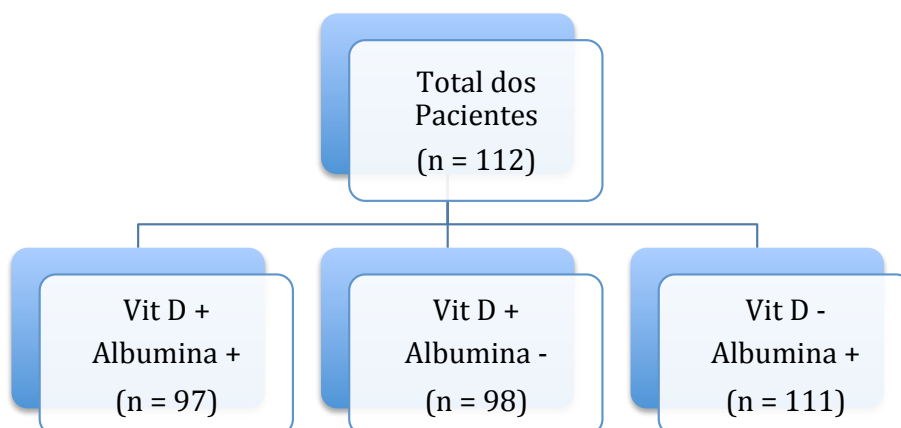 Total dos
Pacientes
(n = 112)
Vit D +
Albumina +
(n = 97)
Vit D +
Albumina -
(n = 98)
Vit D -
Albumina +
(n = 111)